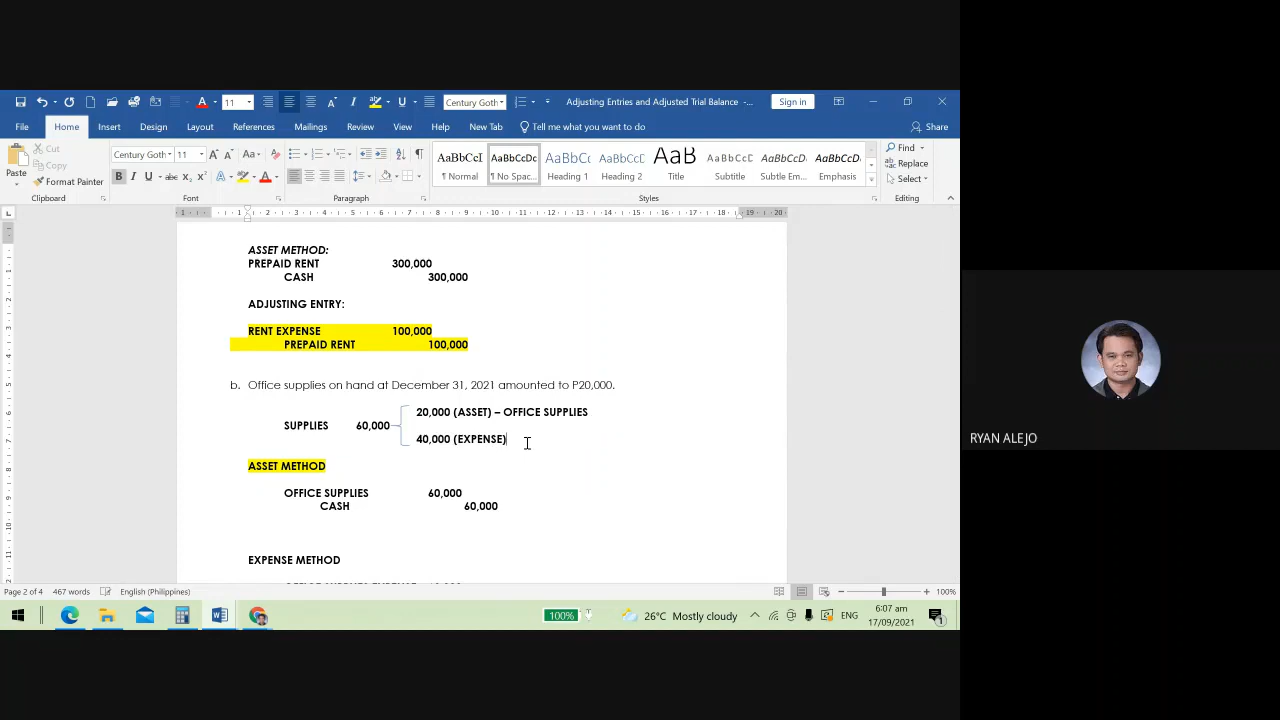 11
Century Goth
Adjusting Entries and Adjusted Trial Balance -...
Sign in
File Home Insert Design Layout References Mailings Review View Help New Tab Tell me what you want to do Share
Paste
Cut
Copy
Format Painter
Century Goth 11
AaBbCcI AaBbCcDc AaBbCc AaBbCcD AaB AaBbCcD AaBbCcD AaBbCcD
¶ Normal ¶ No Spac... Heading 1 Heading 2 Title Subtitle Subtle Em... Emphasis
Find
Replace
Select
Clipboard Font Paragraph Styles Editing
ASSET METHOD:
PREPAID RENT 300,000
CASH 300,000
ADJUSTING ENTRY:
RENT EXPENSE 100,000
PREPAID RENT 100,000
b. Office supplies on hand at December 31, 2021 amounted to P20,000.
20,000 (ASSET) – OFFICE SUPPLIES
SUPPLIES 60,000
40,000 (EXPENSE)
ASSET METHOD
OFFICE SUPPLIES 60,000
CASH 60,000
EXPENSE METHOD
RYAN ALEJO
Page 2 of 4 467 words English (Philippines) 100%
100% 26°C Mostly cloudy ENG
6:07 am
17/09/2021